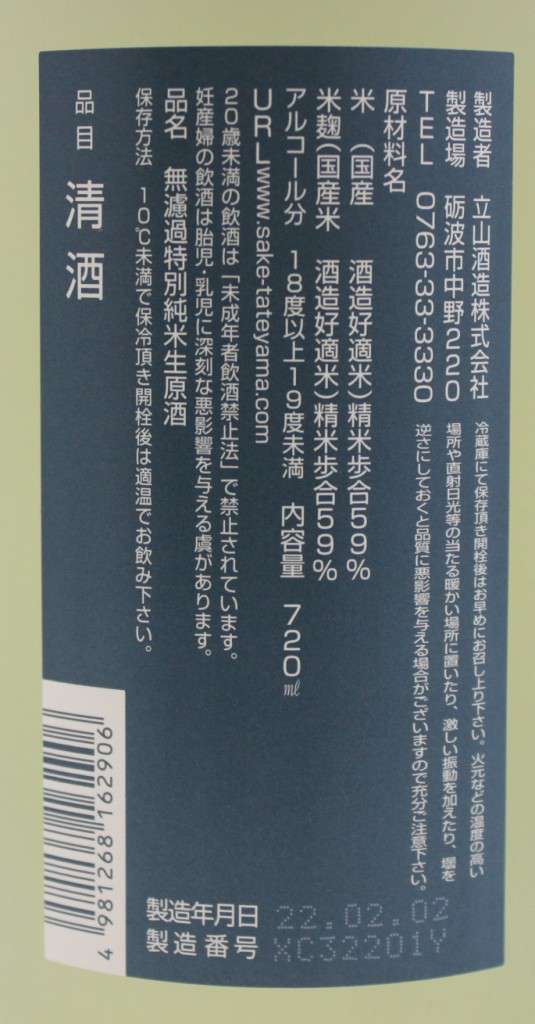 製造者　立山酒造株式会社
製造場　砺波市中野220
TEL　0763-33-3330
冷蔵庫にて保存頂き開栓後はお早めにお召し上り下さい。火元などの温度の高い
場所や直射日光等の当たる暖かい場所に置いたり、激しい振動を加えたり、壜を
逆さにしておくと品質に悪影響を与える場合がございますので充分ご注意下さい。
原材料名
米　(国産　酒造好適米)精米歩合59%
米麹(国産米　酒造好適米)精米歩合59%
アルコール分　18度以上19度未満　内容量　720㎖
URL www.sake-tateyama.com
20歳未満の飲酒は「未成年者飲酒禁止法」で禁止されています。
妊産婦の飲酒は胎児・乳児に深刻な悪影響を与える虞があります。
品名　無濾過特別純米生原酒
保存方法　10℃未満で保冷頂き開栓後は適温でお飲み下さい。
品目　清酒
4 981268 162906
製造年月日 22.02.02
製造番号 XC32201Y